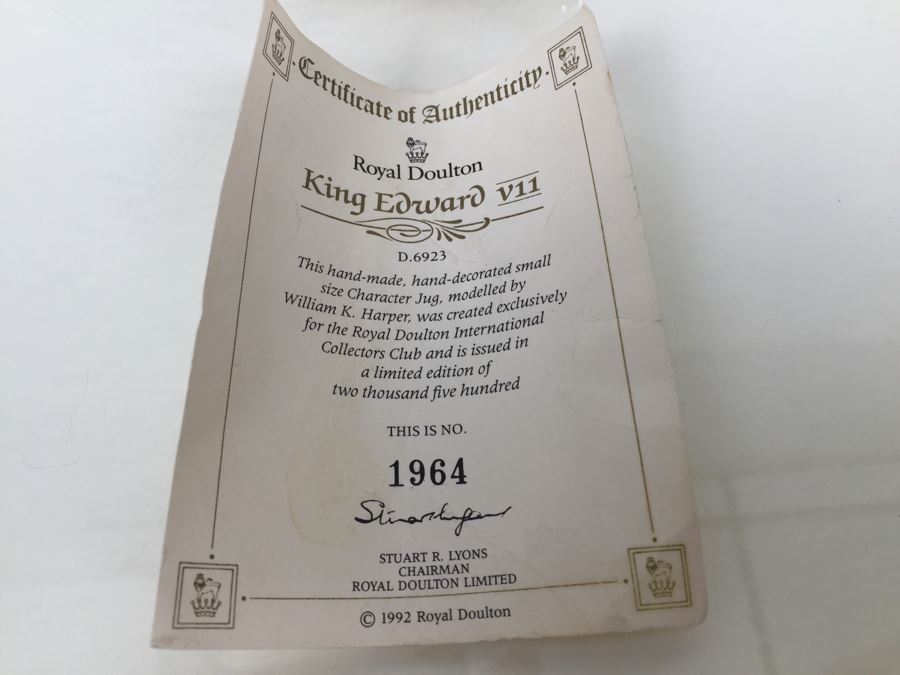 Certificate of Authenticity
Royal Doulton
King Edward v11
D.6923
This hand-made, hand-decorated small
size Character Jug, modelled by
William K. Harper, was created exclusively
for the Royal Doulton International
Collectors Club and is issued in
a limited edition of
two thousand five hundred
THIS IS NO.
1964
STUART R. LYONS
CHAIRMAN
ROYAL DOULTON LIMITED
© 1992 Royal Doulton